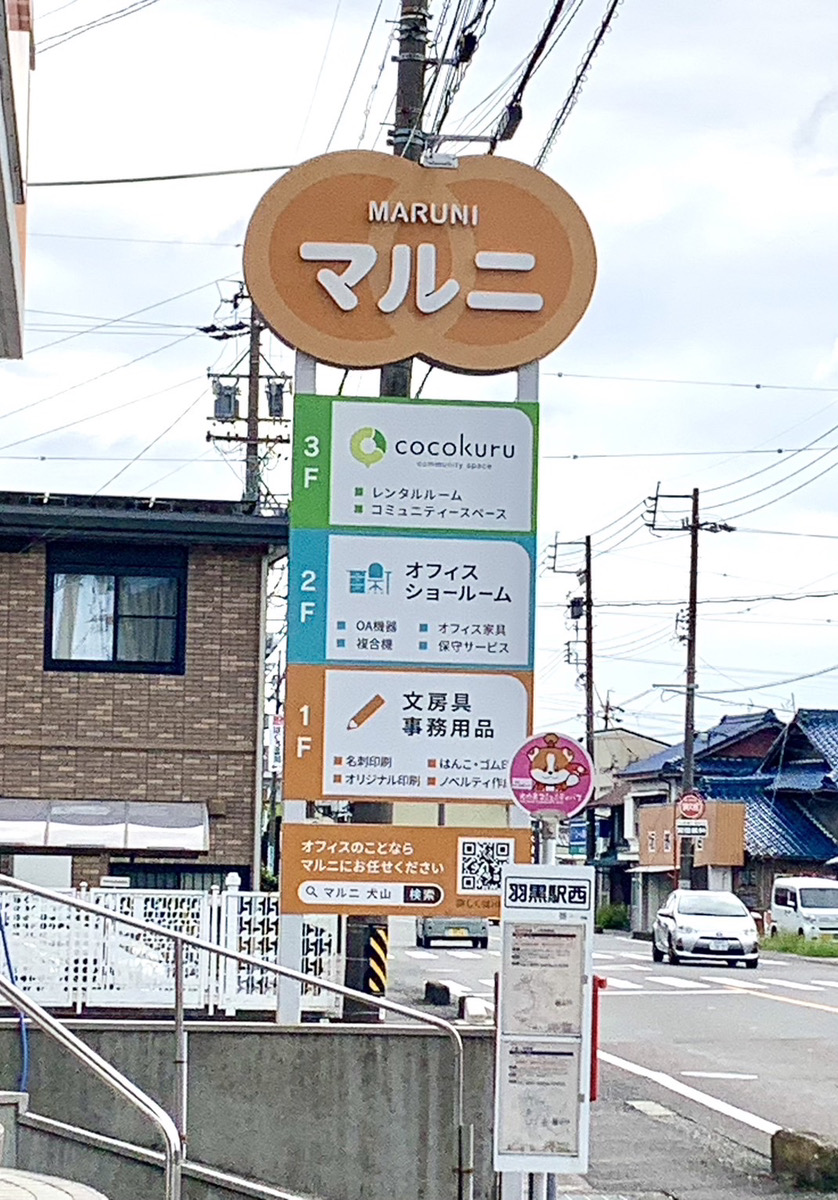 MARUNI
マルニ
3F
cocokuru
community space
レンタルルーム
コミュニティースペース
2F
オフィス
ショールーム
OA機器
オフィス家具
複合機
保守サービス
1F
文房具
事務用品
名刺印刷
はんこ・ゴム印
オリジナル印刷
ノベルティ作
オフィスのことなら
マルニにお任せください
マルニ 犬山 検索
羽黒駅西